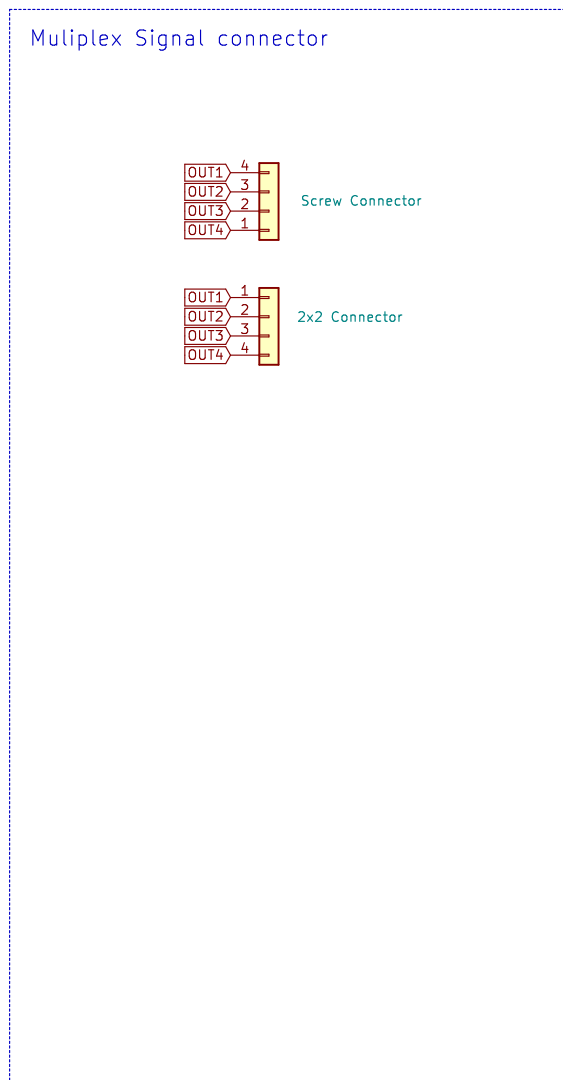 Muliplex Signal connector
OUT1 4
OUT2 3
OUT3 2
OUT4 1
Screw Connector
OUT1 1
OUT2 2
OUT3 3
OUT4 4
2x2 Connector